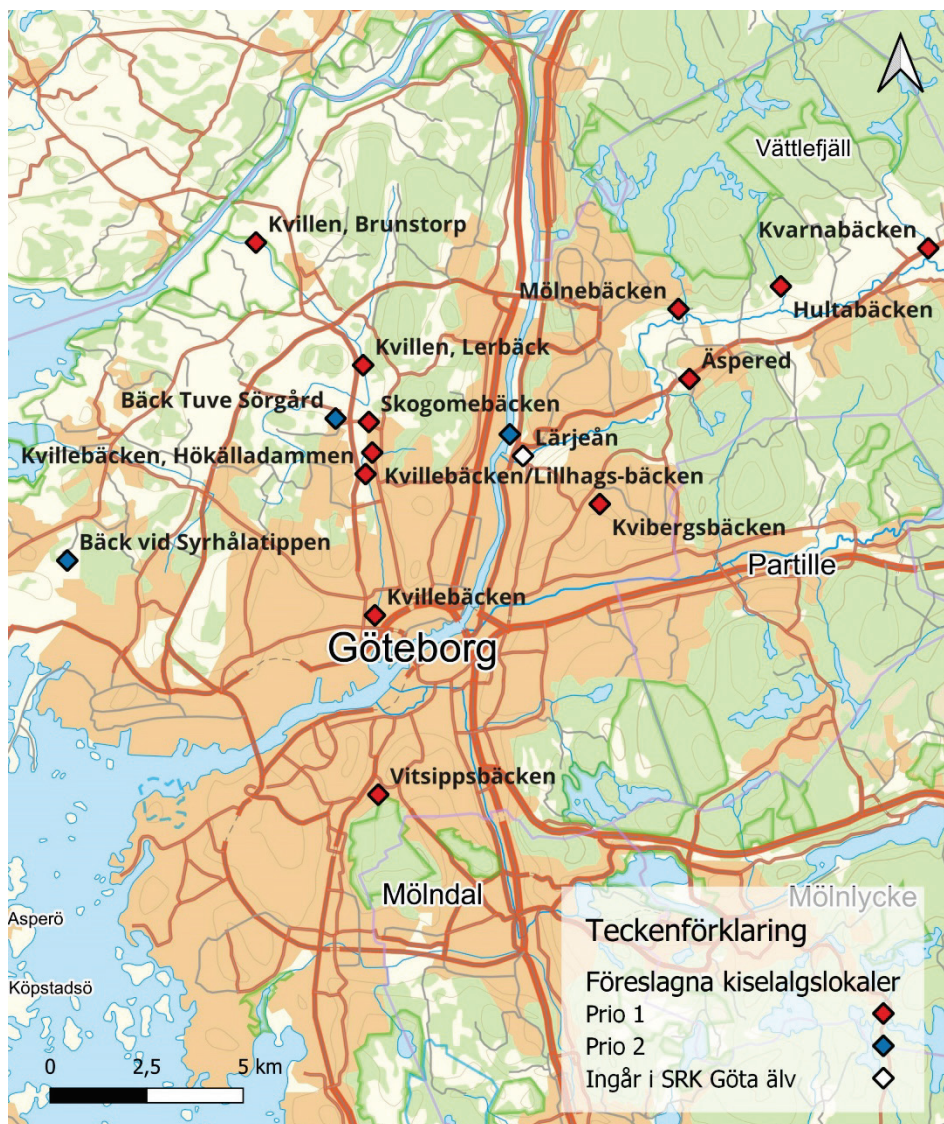 Vättlefjäll
Kvillen, Brunstorp
Kvarnabäcken
Mölnebäcken
Hultabäcken
Kvillen, Lerbäck
Äspered
Bäck Tuve Sörgård
Skogomebäcken
Lärjeån
Kvillebäcken, Hökålladammen
Kvillebäcken/Lillhags-bäcken
Kvibergsbäcken
Bäck vid Syrhålatippen
Partille
Kvillebäcken
Göteborg
Vitsippsbäcken
Mölndal
Mölnlycke
Asperö
Köpstadsö
Teckenförklaring
Föreslagna kiselalgslokaler
Prio 1
Prio 2
Ingår i SRK Göta älv
0 2,5 5 km